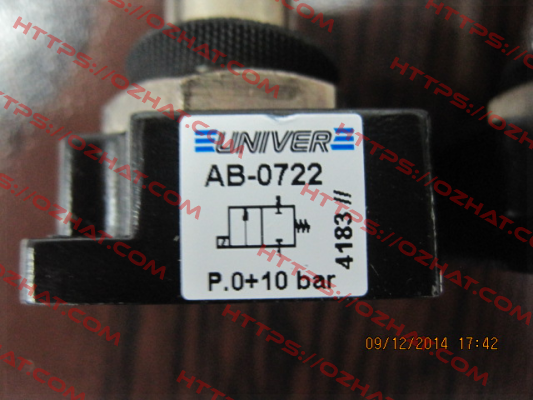 UNIVER
AB-0722
P.0+10 bar
4183 //
09/12/2014 17:42
HTTPS://OZHAT.COM